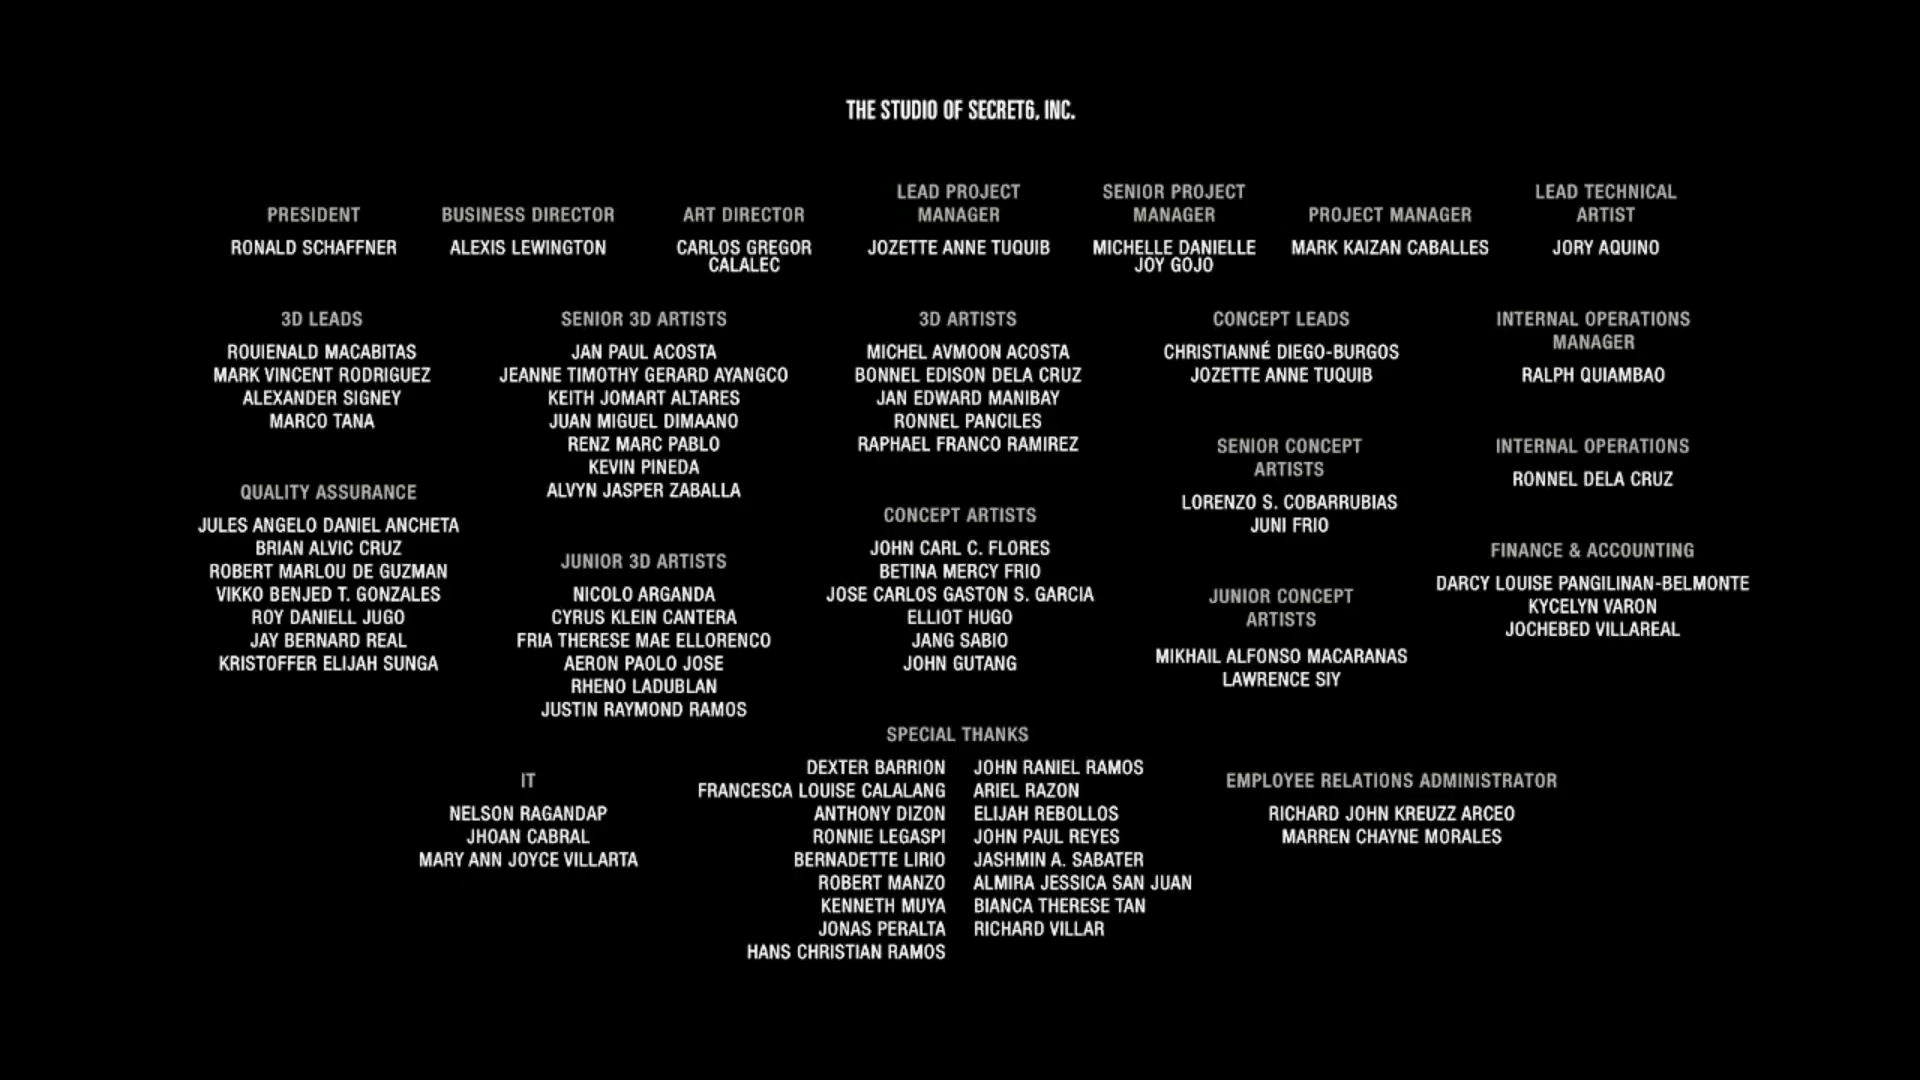 THE STUDIO OF SECRET6, INC.
PRESIDENT
RONALD SCHAFFNER
BUSINESS DIRECTOR
ALEXIS LEWINGTON
ART DIRECTOR
CARLOS GREGOR
CALALEC
LEAD PROJECT
MANAGER
JOZETTE ANNE TUQUIB
SENIOR PROJECT
MANAGER
MICHELLE DANIELLE
JOY GOJO
PROJECT MANAGER
MARK KAIZAN CABALLES
LEAD TECHNICAL
ARTIST
JORY AQUINO
3D LEADS
ROUIENALD MACABITAS
MARK VINCENT RODRIGUEZ
ALEXANDER SIGNEY
MARCO TANA
QUALITY ASSURANCE
JULES ANGELO DANIEL ANCHETA
BRIAN ALVIC CRUZ
ROBERT MARLOU DE GUZMAN
VIKKO BENJED T. GONZALES
ROY DANIELL JUGO
JAY BERNARD REAL
KRISTOFFER ELIJAH SUNGA
SENIOR 3D ARTISTS
JAN PAUL ACOSTA
JEANNE TIMOTHY GERARD AYANGCO
KEITH JOMART ALTARES
JUAN MIGUEL DIMAANO
RENZ MARC PABLO
KEVIN PINEDA
ALVYN JASPER ZABALLA
JUNIOR 3D ARTISTS
NICOLO ARGANDA
CYRUS KLEIN CANTERA
FRIA THERESE MAE ELLORENCO
AERON PAOLO JOSE
RHENO LADUBLAN
JUSTIN RAYMOND RAMOS
3D ARTISTS
MICHEL AVMOON ACOSTA
BONNEL EDISON DELA CRUZ
JAN EDWARD MANIBAY
RONNEL PANCILES
RAPHAEL FRANCO RAMIREZ
CONCEPT ARTISTS
JOHN CARL C. FLORES
BETINA MERCY FRIO
JOSE CARLOS GASTON S. GARCIA
ELLIOT HUGO
JANG SABIO
JOHN GUTANG
CONCEPT LEADS
CHRISTIANNÉ DIEGO-BURGOS
JOZETTE ANNE TUQUIB
SENIOR CONCEPT
ARTISTS
LORENZO S. COBARRUBIAS
JUNI FRIO
JUNIOR CONCEPT
ARTISTS
MIKHAIL ALFONSO MACARANAS
LAWRENCE SIY
INTERNAL OPERATIONS
MANAGER
RALPH QUIAMBAO
INTERNAL OPERATIONS
RONNEL DELA CRUZ
FINANCE & ACCOUNTING
DARCY LOUISE PANGILINAN-BELMONTE
KYCELYN VARON
JOCHEBED VILLAREAL
IT
NELSON RAGANDAP
JHOAN CABRAL
MARY ANN JOYCE VILLARTA
SPECIAL THANKS
DEXTER BARRION
FRANCESCA LOUISE CALALANG
ANTHONY DIZON
RONNIE LEGASPI
BERNADETTE LIRIO
ROBERT MANZO
KENNETH MUYA
JONAS PERALTA
HANS CHRISTIAN RAMOS
JOHN RANIEL RAMOS
ARIEL RAZON
ELIJAH REBOLLOS
JOHN PAUL REYES
JASHMIN A. SABATER
ALMIRA JESSICA SAN JUAN
BIANCA THERESE TAN
RICHARD VILLAR
EMPLOYEE RELATIONS ADMINISTRATOR
RICHARD JOHN KREUZZ ARCEO
MARREN CHAYNE MORALES